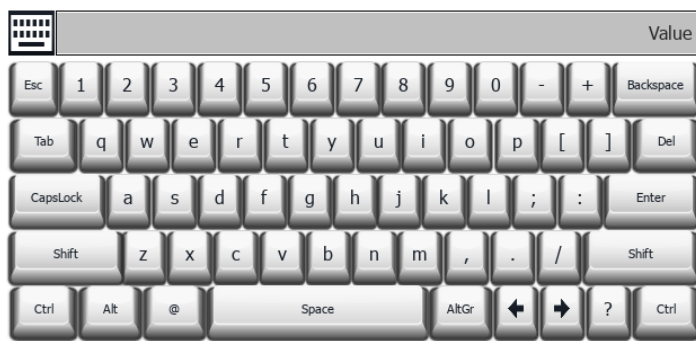 Value
Esc 1 2 3 4 5 6 7 8 9 0 - + Backspace
Tab q w e r t y u i o p [ ] Del
CapsLock a s d f g h j k l ; : Enter
Shift z x c v b n m , . / Shift
Ctrl Alt @ Space AltGr 🡸 🡺 ? Ctrl